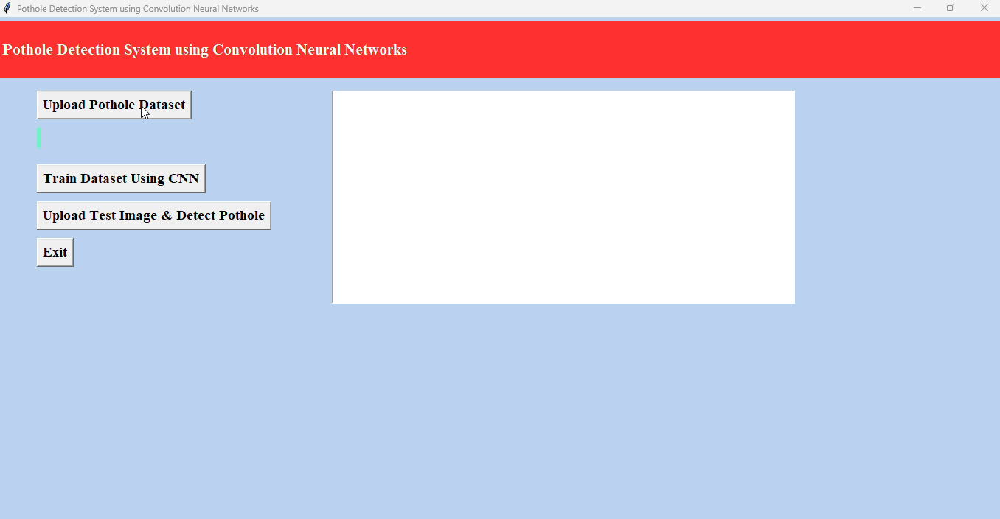 Pothole Detection System using Convolution Neural Networks
Pothole Detection System using Convolution Neural Networks
Upload Pothole Dataset
Train Dataset Using CNN
Upload Test Image & Detect Pothole
Exit